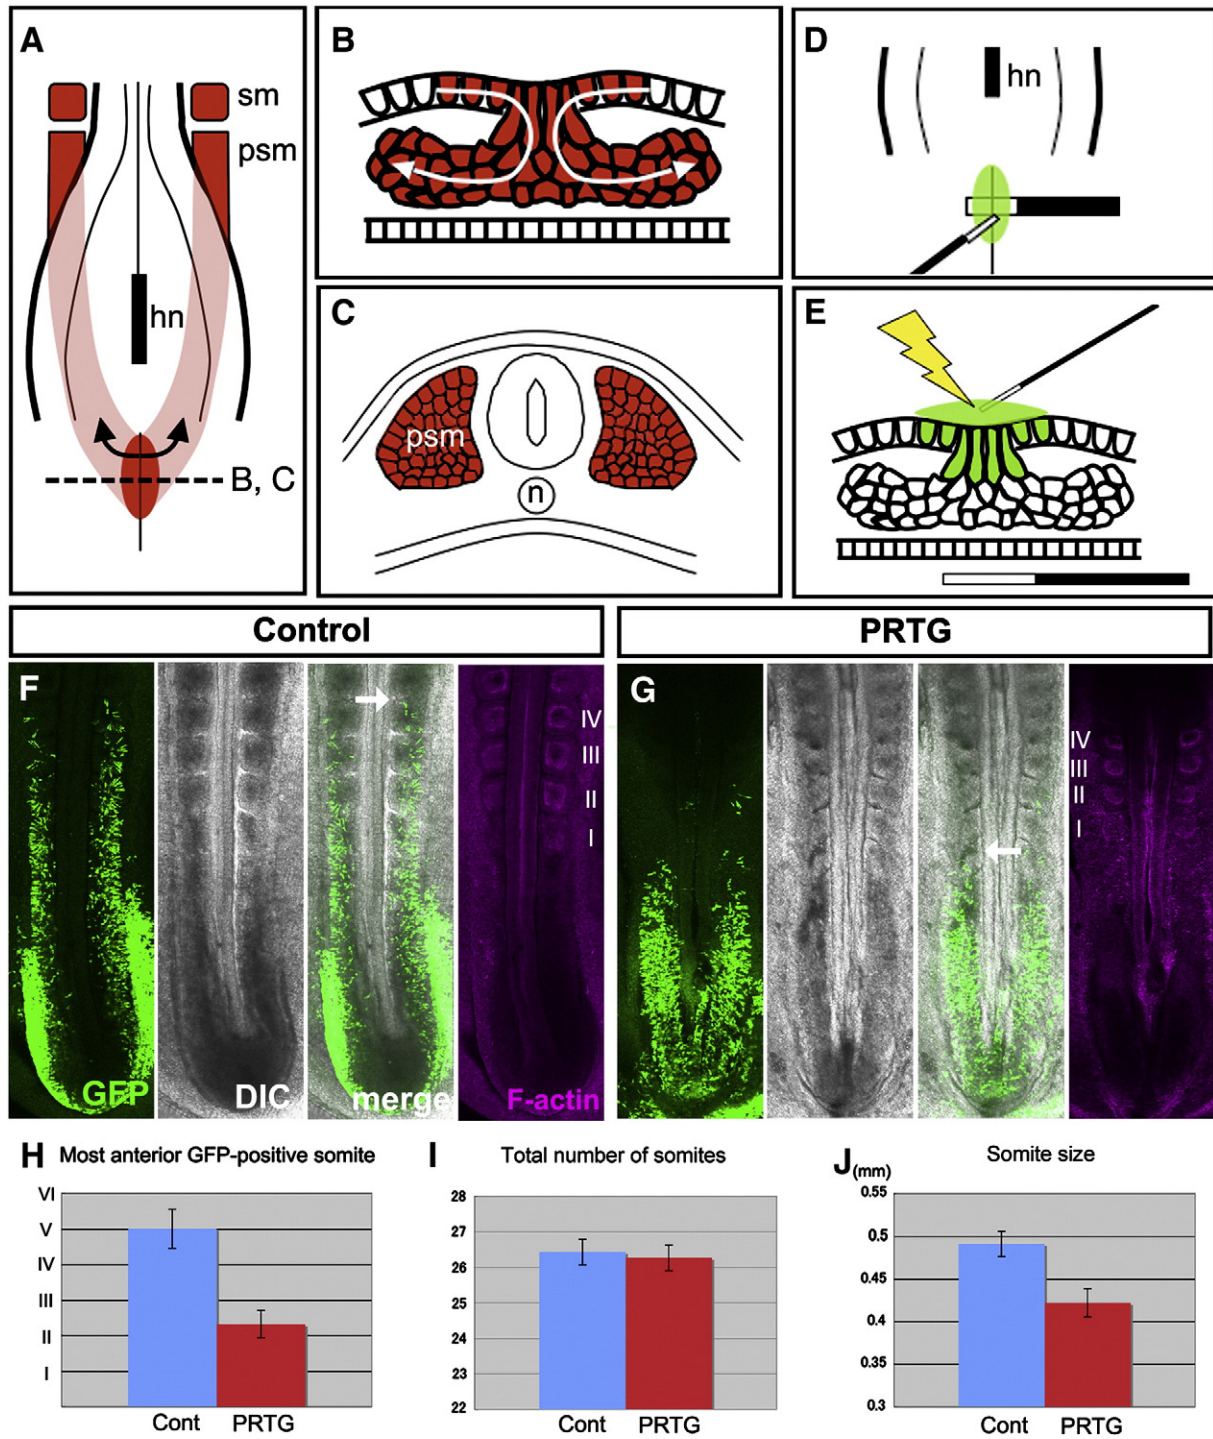 A
sm
psm
hn
B, C
B
C
psm
n
D
hn
E
Control
PRTG
F
IV
III
II
I
GFP
DIC
merge
F-actin
G
IV
III
II
I
H Most anterior GFP-positive somite
VI
V
IV
III
II
I
Cont PRTG
I Total number of somites
28
27
26
25
24
23
22
Cont PRTG
J (mm) Somite size
0.55
0.5
0.45
0.4
0.35
0.3
Cont PRTG